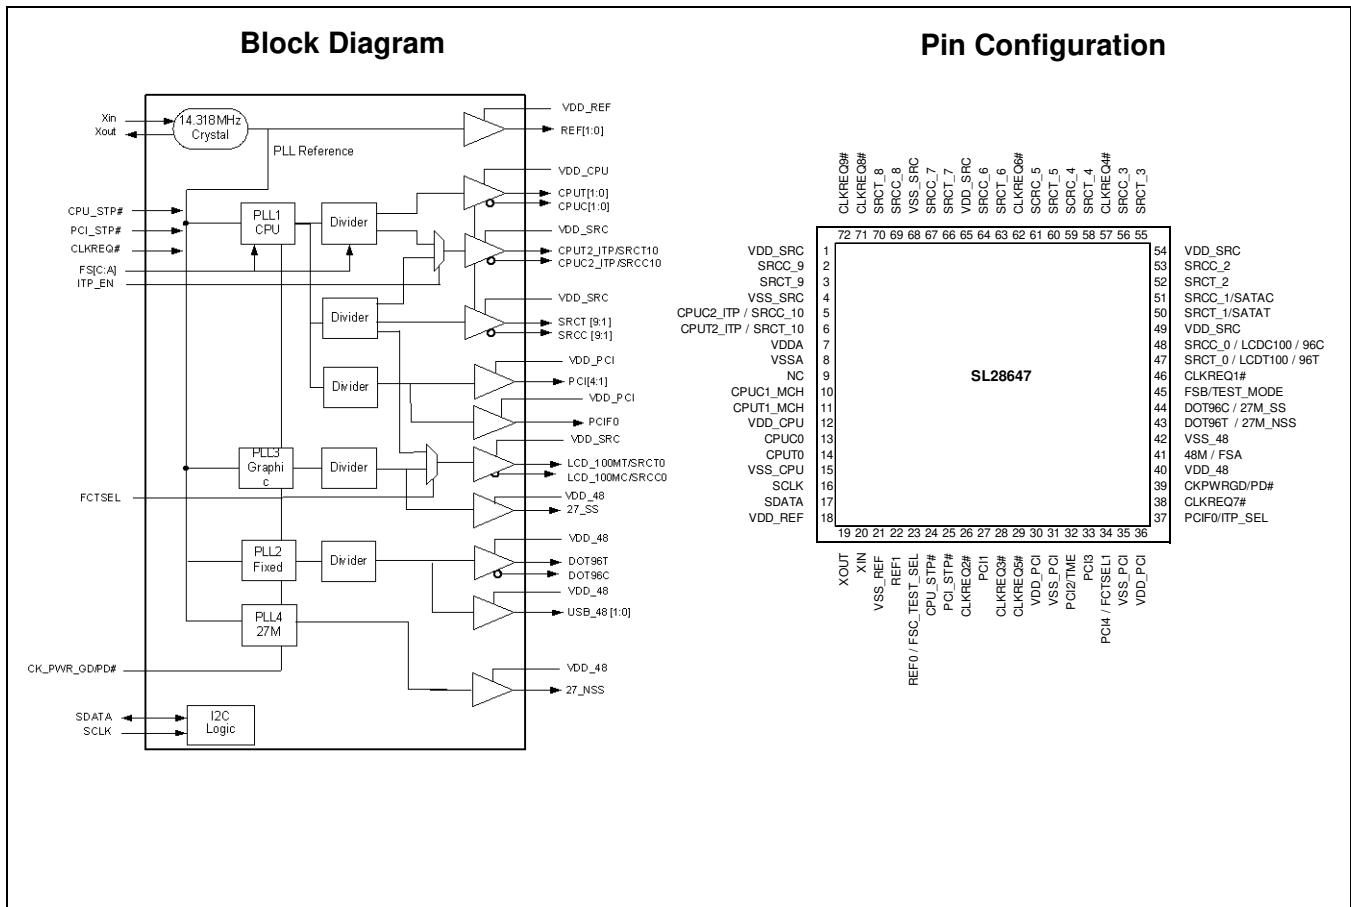 Block Diagram
Pin Configuration
Xin
Xout
14.318MHz
Crystal
PLL Reference
VDD_REF
REF[1:0]
CPU_STP#
PCI_STP#
CLKREQ#
FS[C:A]
ITP_EN
PLL1
CPU
Divider
VDD_CPU
CPUT[1:0]
CPUC[1:0]
VDD_SRC
CPUT2_ITP/SRCT10
CPUC2_ITP/SRCC10
Divider
VDD_SRC
SRCT [9:1]
SRCC [9:1]
Divider
VDD_PCI
PCI[4:1]
VDD_PCI
PCIF0
PLL3
Graphi
c
Divider
VDD_SRC
LCD_100MT/SRCT0
LCD_100MC/SRCC0
FCTSEL
VDD_48
27_SS
PLL2
Fixed
Divider
VDD_48
DOT96T
DOT96C
VDD_48
USB_48 [1:0]
PLL4
27M
CK_PWR_GD/PD#
VDD_48
27_NSS
SDATA
SCLK
I2C
Logic
CLKREQ9#
CLKREQ8#
SRCT_8
SRCC_8
VSS_SRC
SRCC_7
SRCT_7
VDD_SRC
SRCC_6
SRCT_6
CLKREQ6#
SCRC_5
SRCT_5
SCRC_4
SRCT_4
CLKREQ4#
SRCC_3
SRCT_3
72 71 70 69 68 67 66 65 64 63 62 61 60 59 58 57 56 55
VDD_SRC 1
SRCC_9 2
SRCT_9 3
VSS_SRC 4
CPUC2_ITP / SRCC_10 5
CPUT2_ITP / SRCT_10 6
VDDA 7
VSSA 8
NC 9
CPUC1_MCH 10
CPUT1_MCH 11
VDD_CPU 12
CPUC0 13
CPUT0 14
VSS_CPU 15
SCLK 16
SDATA 17
VDD_REF 18
SL28647
54 VDD_SRC
53 SRCC_2
52 SRCT_2
51 SRCC_1/SATAC
50 SRCT_1/SATAT
49 VDD_SRC
48 SRCC_0 / LCDC100 / 96C
47 SRCT_0 / LCDT100 / 96T
46 CLKREQ1#
45 FSB/TEST_MODE
44 DOT96C / 27M_SS
43 DOT96T / 27M_NSS
42 VSS_48
41 48M / FSA
40 VDD_48
39 CKPWRGD/PD#
38 CLKREQ7#
37 PCIF0/ITP_SEL
19 20 21 22 23 24 25 26 27 28 29 30 31 32 33 34 35 36
XOUT
XIN
VSS_REF
REF1
REF0 / FSC_TEST_SEL
CPU_STP#
PCI_STP#
CLKREQ2#
PCI1
CLKREQ3#
CLKREQ5#
VDD_PCI
VSS_PCI
PCI2/TME
PCI3
PCI4 / FCTSEL1
VSS_PCI
VDD_PCI